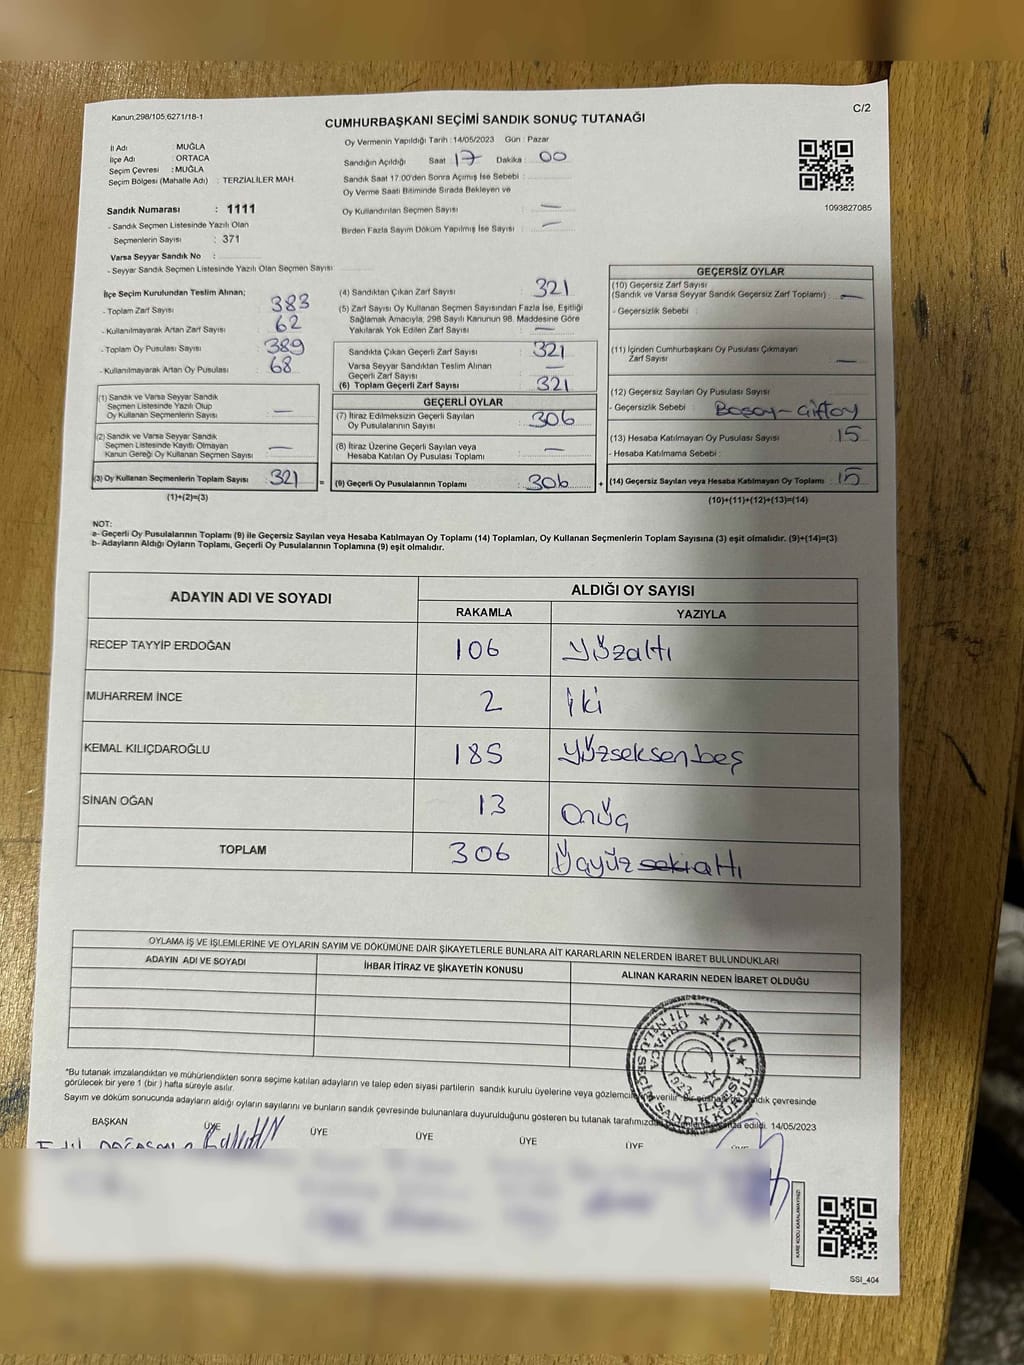 Kanun;298/105;6271/18-1
C/2
CUMHURBAŞKANI SEÇİMİ SANDIK SONUÇ TUTANAĞI
İl Adı : MUĞLA
İlçe Adı : ORTACA
Seçim Çevresi : MUĞLA
Seçim Bölgesi (Mahalle Adı) : TERZİALİLER MAH.
Sandık Numarası : 1111
- Sandık Seçmen Listesinde Yazılı Olan
Seçmenlerin Sayısı : 371
Varsa Seyyar Sandık No :
- Seyyar Sandık Seçmen Listesinde Yazılı Olan Seçmen Sayısı :
Oy Vermenin Yapıldığı Tarih : 14/05/2023 Gün : Pazar
Sandığın Açıldığı Saat 17 Dakika : 00
Sandık Saat 17.00'den Sonra Açılmış İse Sebebi :
Oy Verme Saati Bitiminde Sırada Bekleyen ve
Oy Kullandırılan Seçmen Sayısı : —
Birden Fazla Sayım Döküm Yapılmış İse Sayısı : —
1093827085
İlçe Seçim Kurulundan Teslim Alınan;
- Toplam Zarf Sayısı : 383
- Kullanılmayarak Artan Zarf Sayısı : 62
- Toplam Oy Pusulası Sayısı : 389
- Kullanılmayarak Artan Oy Pusulası : 68
(1) Sandık ve Varsa Seyyar Sandık
Seçmen Listesinde Yazılı Olup
Oy Kullanan Seçmenlerin Sayısı : —
(2) Sandık ve Varsa Seyyar Sandık
Seçmen Listesinde Kayıtlı Olmayan
Kanun Gereği Oy Kullanan Seçmen Sayısı : —
(3) Oy Kullanan Seçmenlerin Toplam Sayısı : 321
(1)+(2)=(3)
(4) Sandıktan Çıkan Zarf Sayısı : 321
(5) Zarf Sayısı Oy Kullanan Seçmen Sayısından Fazla İse, Eşitliği
Sağlamak Amacıyla, 298 Sayılı Kanunun 98. Maddesine Göre
Yakılarak Yok Edilen Zarf Sayısı : —
Sandıkta Çıkan Geçerli Zarf Sayısı : 321
Varsa Seyyar Sandıktan Teslim Alınan
Geçerli Zarf Sayısı : —
(6) Toplam Geçerli Zarf Sayısı : 321
GEÇERLİ OYLAR
(7) İtiraz Edilmeksizin Geçerli Sayılan
Oy Pusulalarının Sayısı : 306
(8) İtiraz Üzerine Geçerli Sayılan veya
Hesaba Katılan Oy Pusulası Toplamı : —
= (9) Geçerli Oy Pusulalarının Toplamı : 306 +
GEÇERSİZ OYLAR
(10) Geçersiz Zarf Sayısı
(Sandık ve Varsa Seyyar Sandık Geçersiz Zarf Toplamı) : —
- Geçersizlik Sebebi :
(11) İçinden Cumhurbaşkanı Oy Pusulası Çıkmayan
Zarf Sayısı : —
(12) Geçersiz Sayılan Oy Pusulası Sayısı :
- Geçersizlik Sebebi : Boşoy-çiftoy
(13) Hesaba Katılmayan Oy Pusulası Sayısı : 15
- Hesaba Katılmama Sebebi :
(14) Geçersiz Sayılan veya Hesaba Katılmayan Oy Toplamı : 15
(10)+(11)+(12)+(13)=(14)
NOT:
a- Geçerli Oy Pusulalarının Toplamı (9) ile Geçersiz Sayılan veya Hesaba Katılmayan Oy Toplamı (14) Toplamları, Oy Kullanan Seçmenlerin Toplam Sayısına (3) eşit olmalıdır. (9)+(14)=(3)
b- Adayların Aldığı Oyların Toplamı, Geçerli Oy Pusulalarının Toplamına (9) eşit olmalıdır.
ADAYIN ADI VE SOYADI
ALDIĞI OY SAYISI
RAKAMLA YAZIYLA
RECEP TAYYİP ERDOĞAN 106 Yüzaltı
MUHARREM İNCE 2 iki
KEMAL KILIÇDAROĞLU 185 Yüzseksenbeş
SİNAN OĞAN 13 Onüç
TOPLAM 306 Üçyüz seki altı
OYLAMA İŞ VE İŞLEMLERİNE VE OYLARIN SAYIM VE DÖKÜMÜNE DAİR ŞİKAYETLERLE BUNLARA AİT KARARLARIN NELERDEN İBARET BULUNDUKLARI
ADAYIN ADI VE SOYADI İHBAR İTİRAZ VE ŞİKAYETİN KONUSU ALINAN KARARIN NEDEN İBARET OLDUĞU
T.C.
ORTACA
İLÇESİ
1111 NOLU SEÇİM SANDIK KURULU
1923
*Bu tutanak imzalandıktan ve mühürlendikten sonra seçime katılan adayların ve talep eden siyasi partilerin sandık kurulu üyelerine veya gözlemcilerine verilir. Bir nüshası da sandık çevresinde
görülecek bir yere 1 (bir) hafta süreyle asılır.
Sayım ve döküm sonucunda adayların aldığı oyların sayılarını ve bunların sandık çevresinde bulunanlara duyurulduğunu gösteren bu tutanak tarafımızdan edildi. 14/05/2023
BAŞKAN ÜYE ÜYE ÜYE ÜYE ÜYE ÜYE
KARE KODU KARALAMAYINIZ!
SSI_404